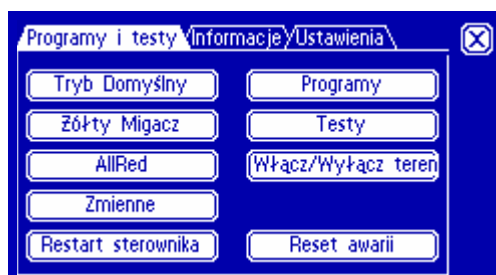 Programy i testy Informacje Ustawienia
Tryb Domyślny Programy
Żółty Migacz Testy
AllRed Włącz/Wyłącz teren
Zmienne
Restart sterownika Reset awarii